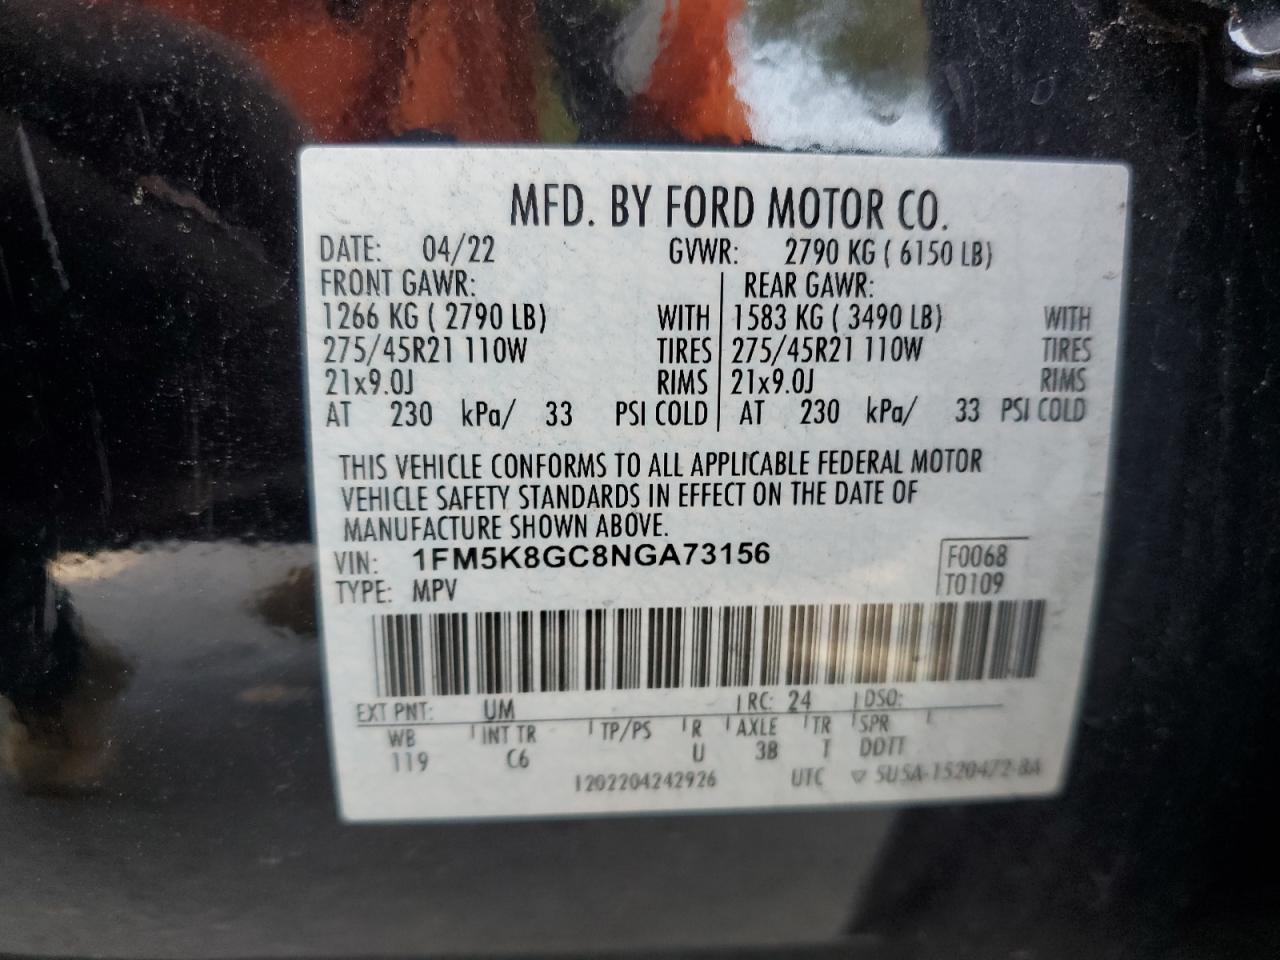 MFD. BY FORD MOTOR CO.
DATE: 04/22 GVWR: 2790 KG ( 6150 LB)
FRONT GAWR: REAR GAWR:
1266 KG ( 2790 LB) WITH 1583 KG ( 3490 LB) WITH
275/45R21 110W TIRES 275/45R21 110W TIRES
21x9.0J RIMS 21x9.0J RIMS
AT 230 kPa/ 33 PSI COLD AT 230 kPa/ 33 PSI COLD
THIS VEHICLE CONFORMS TO ALL APPLICABLE FEDERAL MOTOR
VEHICLE SAFETY STANDARDS IN EFFECT ON THE DATE OF
MANUFACTURE SHOWN ABOVE.
VIN: 1FM5K8GC8NGA73156 F0068
TYPE: MPV T0109
EXT PNT: UM RC: 24 DSO:
WB INT TR TP/PS R AXLE TR SPR
119 C6 U 3B T DDTT
1202204242926 UTC ▽ 5U5A-1520472-BA